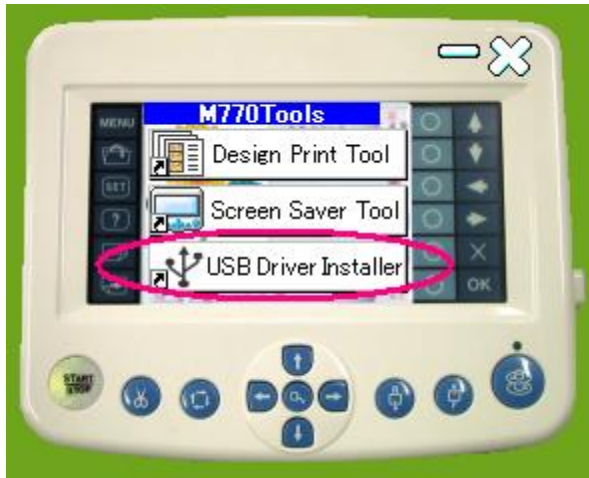 M770Tools
MENU
Design Print Tool
SET
Screen Saver Tool
?
USB Driver Installer
OK
START
STOP